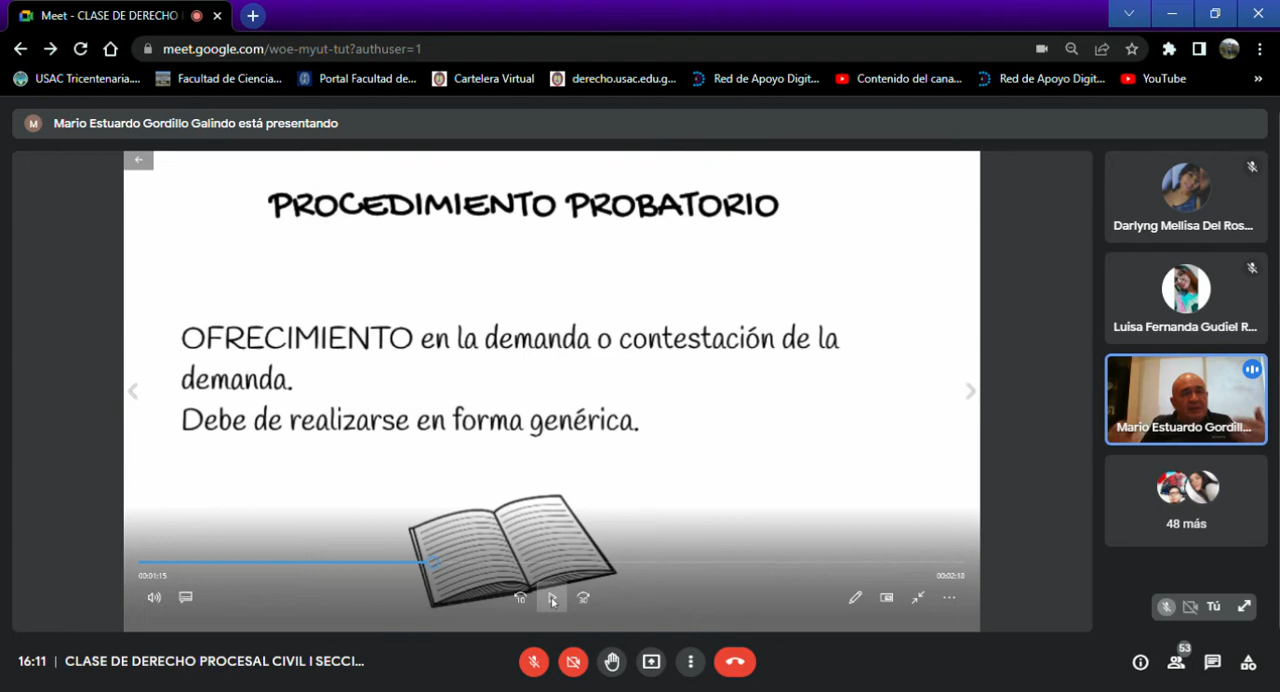 Meet - CLASE DE DERECHO
meet.google.com/woe-myut-tut?authuser=1
USAC Tricentenaria....
Facultad de Ciencia...
Portal Facultad de...
Cartelera Virtual
derecho.usac.edu.g...
Red de Apoyo Digit...
Contenido del cana...
Red de Apoyo Digit...
YouTube
»
M
Mario Estuardo Gordillo Galindo está presentando
PROCEDIMIENTO PROBATORIO
OFRECIMIENTO en la demanda o contestación de la
demanda.
Debe de realizarse en forma genérica.
00:01:15
00:02:18
10
30
Darlyng Mellisa Del Ros...
Luisa Fernanda Gudiel R...
Mario Estuardo Gordill...
48 más
Tú
16:11 | CLASE DE DERECHO PROCESAL CIVIL I SECCI...
53